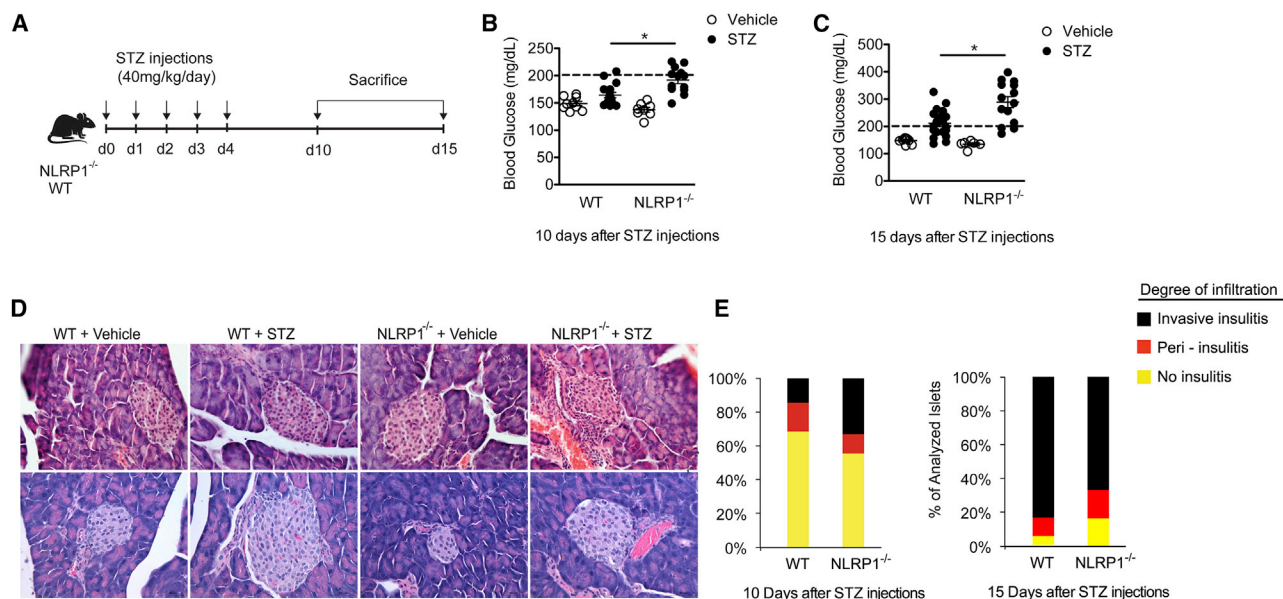 A
STZ injections
(40mg/kg/day)
Sacrifice
d0 d1 d2 d3 d4 d10 d15
NLRP1-/-
WT
B
Vehicle
STZ
*
Blood Glucose (mg/dL)
250
200
150
100
50
0
WT NLRP1-/-
10 days after STZ injections
C
Vehicle
STZ
*
Blood Glucose (mg/dL)
500
400
300
200
100
0
WT NLRP1-/-
15 days after STZ injections
D
WT + Vehicle WT + STZ NLRP1-/- + Vehicle NLRP1-/- + STZ
E
Degree of infiltration
Invasive insulitis
Peri - insulitis
No insulitis
100%
80%
60%
40%
20%
0%
WT NLRP1-/-
10 Days after STZ injections
% of Analyzed Islets
100%
80%
60%
40%
20%
0%
WT NLRP1-/-
15 Days after STZ injections